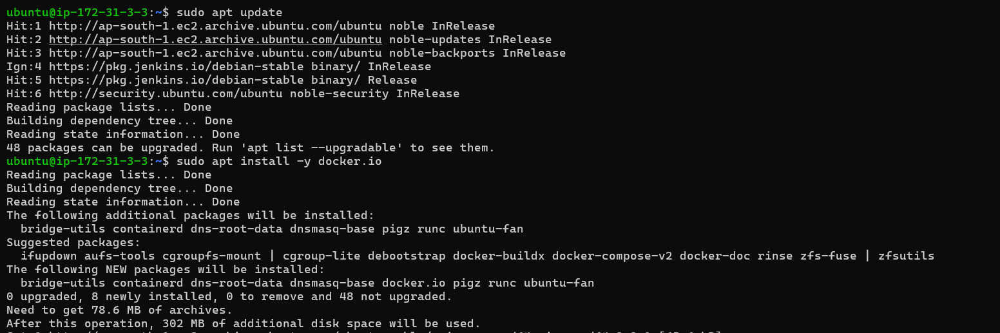 ubuntu@ip-172-31-3-3:~$ sudo apt update
Hit:1 http://ap-south-1.ec2.archive.ubuntu.com/ubuntu noble InRelease
Hit:2 http://ap-south-1.ec2.archive.ubuntu.com/ubuntu noble-updates InRelease
Hit:3 http://ap-south-1.ec2.archive.ubuntu.com/ubuntu noble-backports InRelease
Ign:4 https://pkg.jenkins.io/debian-stable binary/ InRelease
Hit:5 https://pkg.jenkins.io/debian-stable binary/ Release
Hit:6 http://security.ubuntu.com/ubuntu noble-security InRelease
Reading package lists... Done
Building dependency tree... Done
Reading state information... Done
48 packages can be upgraded. Run 'apt list --upgradable' to see them.
ubuntu@ip-172-31-3-3:~$ sudo apt install -y docker.io
Reading package lists... Done
Building dependency tree... Done
Reading state information... Done
The following additional packages will be installed:
  bridge-utils containerd dns-root-data dnsmasq-base pigz runc ubuntu-fan
Suggested packages:
  ifupdown aufs-tools cgroupfs-mount | cgroup-lite debootstrap docker-buildx docker-compose-v2 docker-doc rinse zfs-fuse | zfsutils
The following NEW packages will be installed:
  bridge-utils containerd dns-root-data dnsmasq-base docker.io pigz runc ubuntu-fan
0 upgraded, 8 newly installed, 0 to remove and 48 not upgraded.
Need to get 78.6 MB of archives.
After this operation, 302 MB of additional disk space will be used.